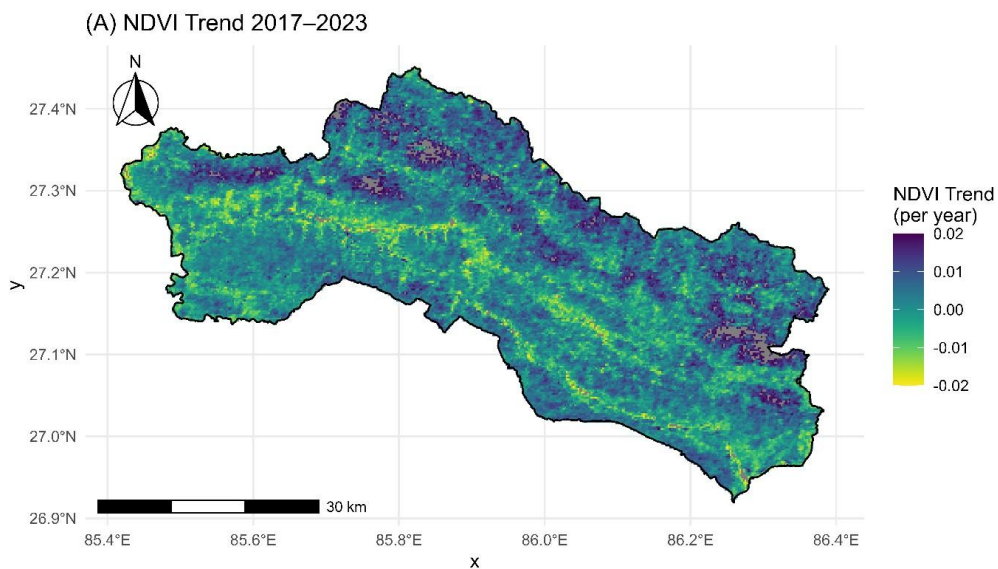 (A) NDVI Trend 2017–2023
N
27.4°N
27.3°N
27.2°N
27.1°N
27.0°N
26.9°N
y
30 km
85.4°E 85.6°E 85.8°E 86.0°E 86.2°E 86.4°E
x
NDVI Trend
(per year)
0.02
0.01
0.00
-0.01
-0.02